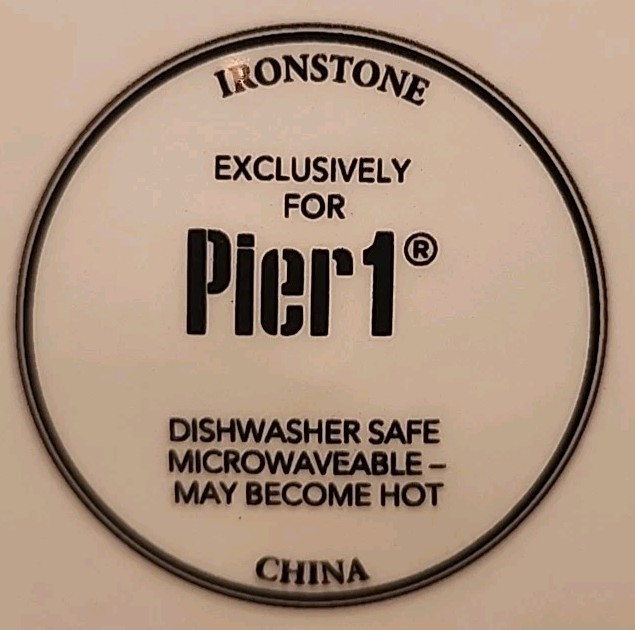 IRONSTONE
EXCLUSIVELY
FOR
Pier1®
DISHWASHER SAFE
MICROWAVEABLE –
MAY BECOME HOT
CHINA